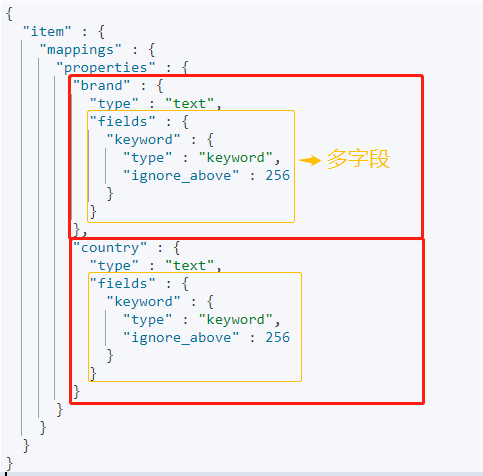 {
"item" : {
"mappings" : {
"properties" : {
"brand" : {
"type" : "text",
"fields" : {
"keyword" : {
"type" : "keyword",
"ignore_above" : 256
}
}
},
"country" : {
"type" : "text",
"fields" : {
"keyword" : {
"type" : "keyword",
"ignore_above" : 256
}
}
}
}
}
}
}
多字段